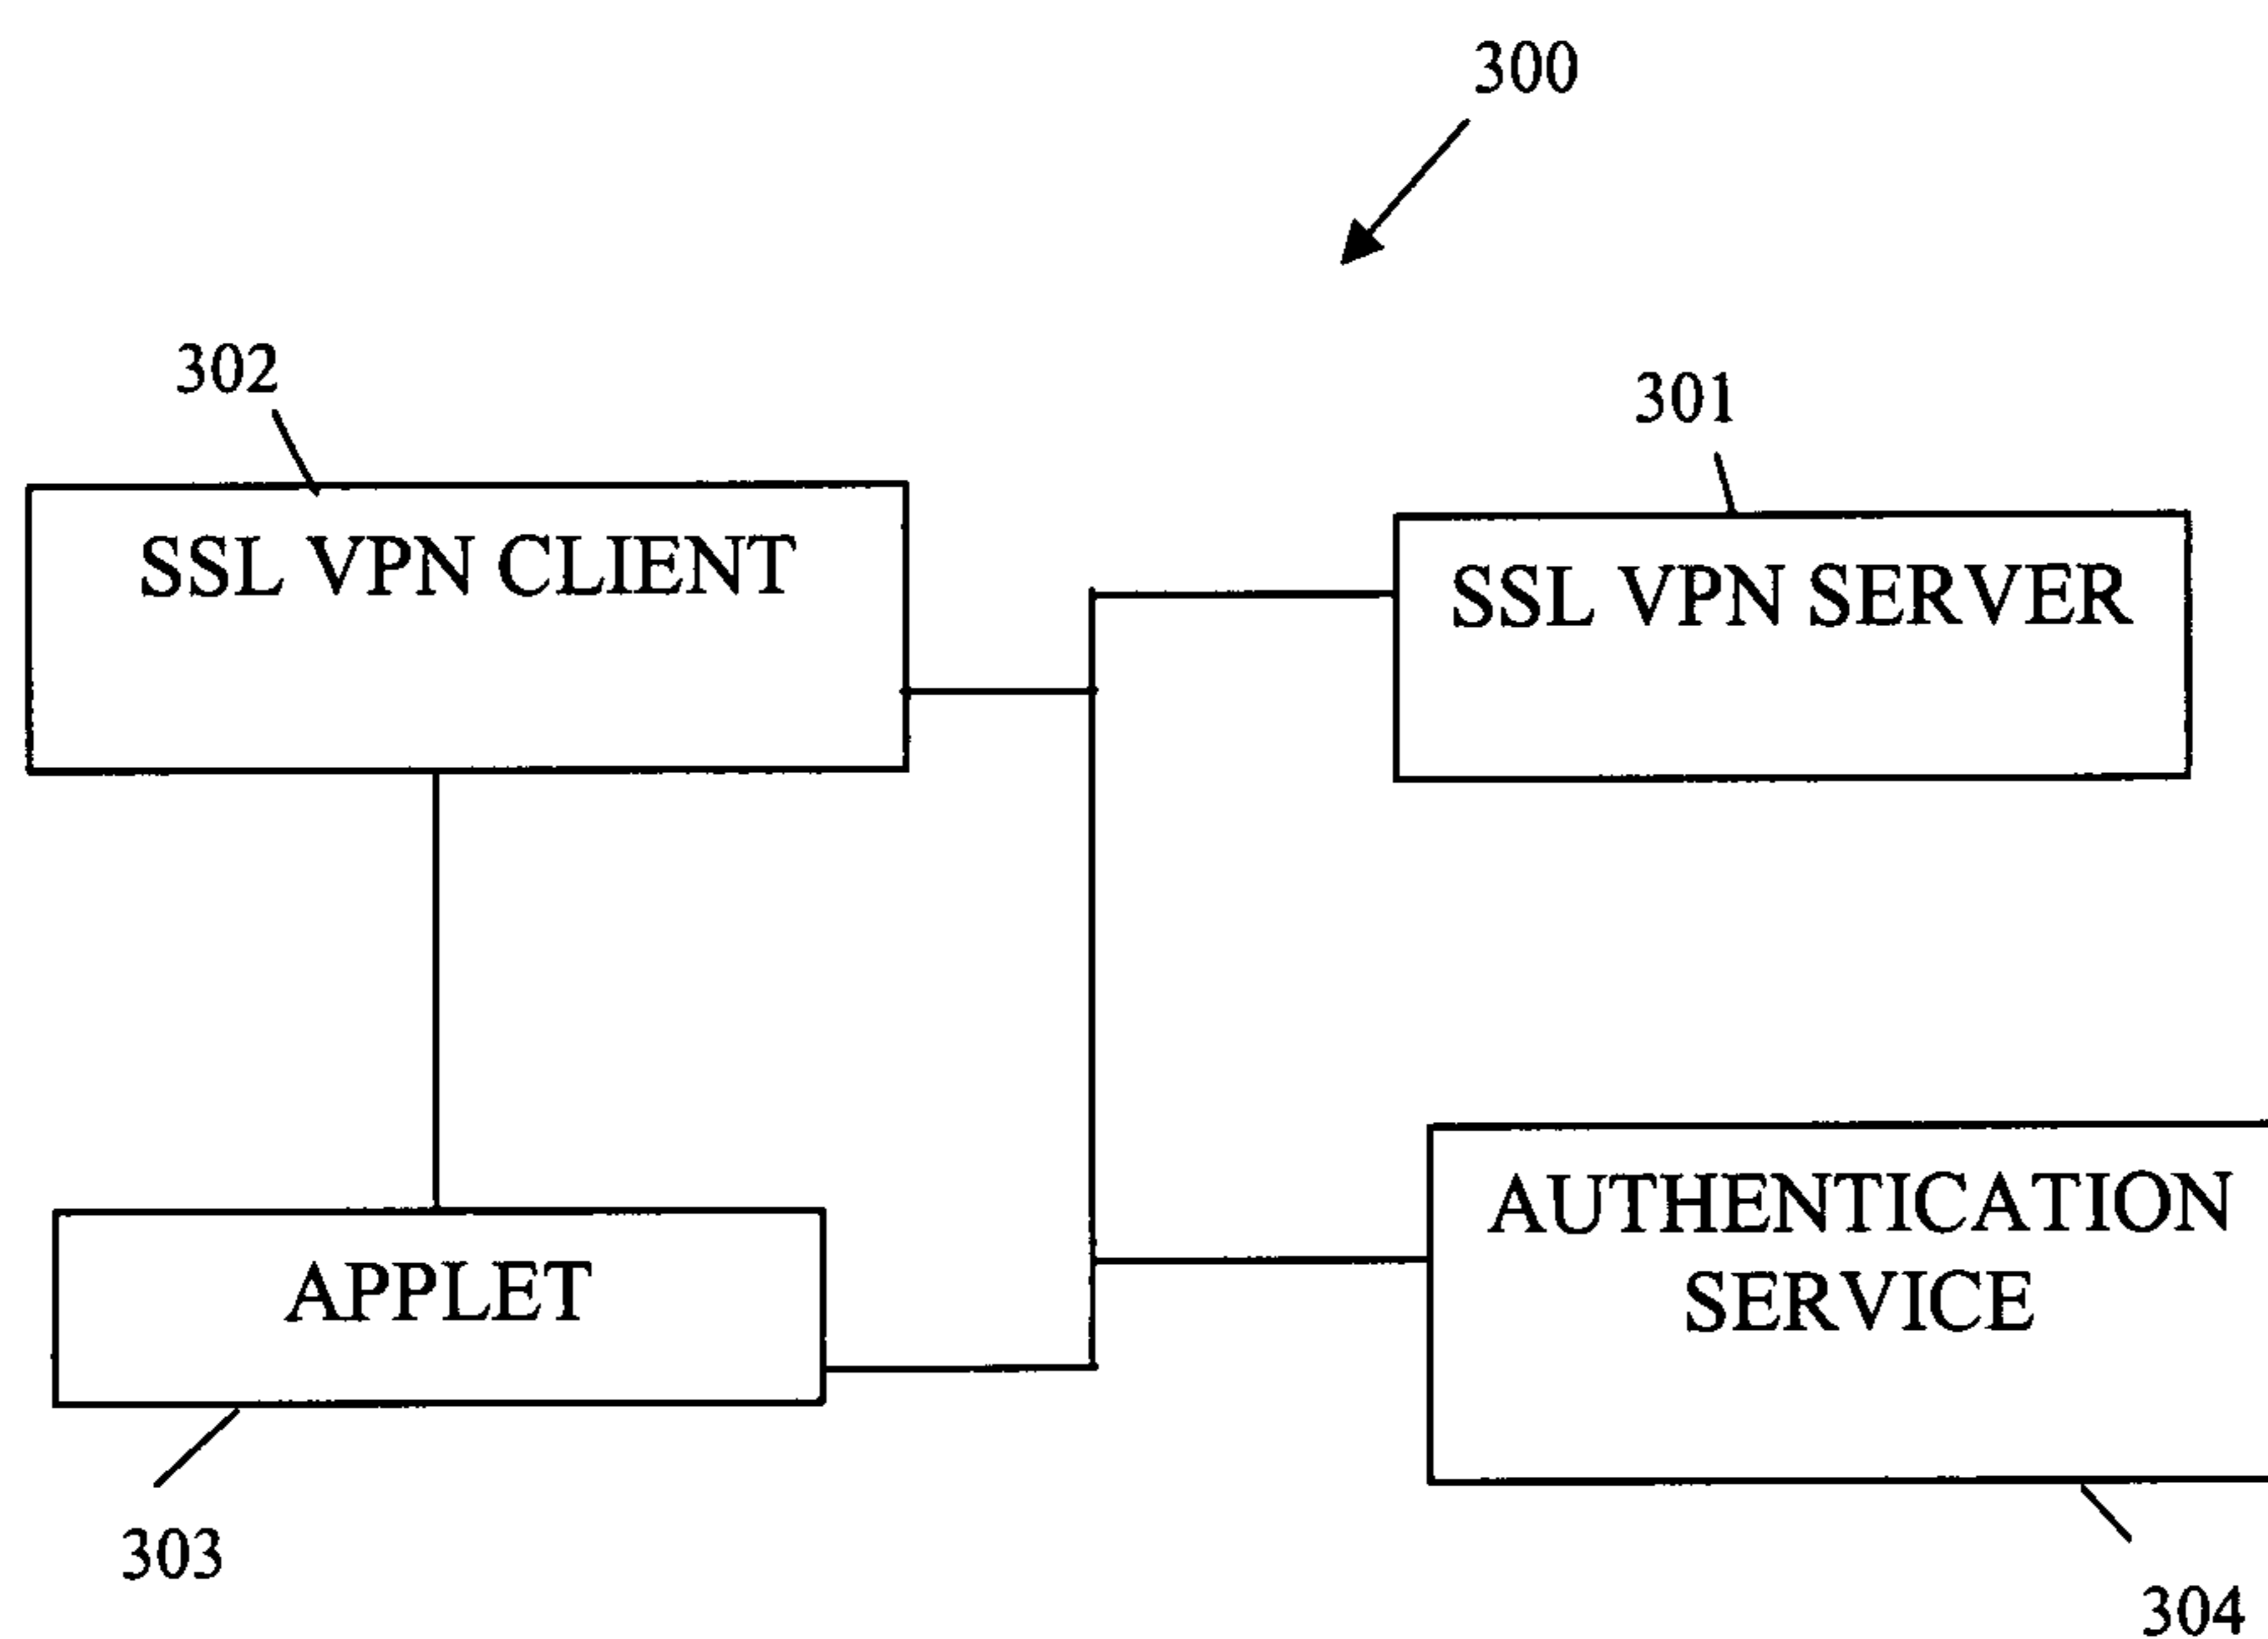 300
302
301
SSL VPN CLIENT
SSL VPN SERVER
AUTHENTICATION
SERVICE
APPLET
303
304